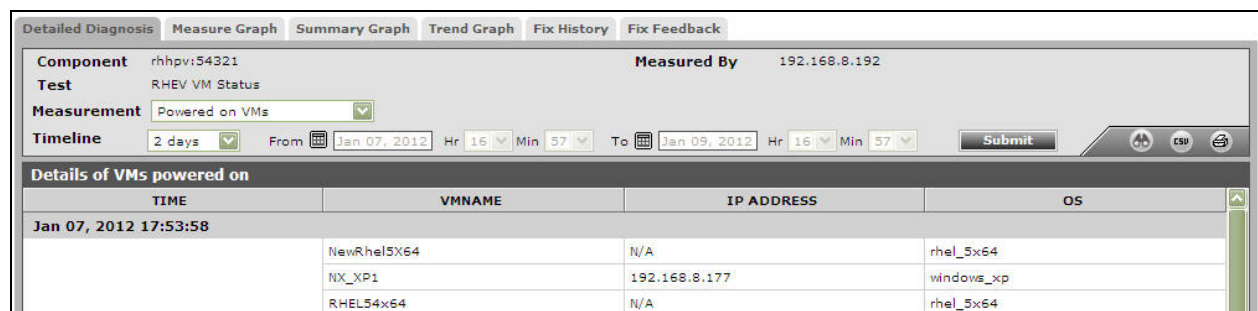 Detailed Diagnosis Measure Graph Summary Graph Trend Graph Fix History Fix Feedback
Component rhhpv:54321 Measured By 192.168.8.192
Test RHEV VM Status
Measurement Powered on VMs
Timeline 2 days From Jan 07, 2012 Hr 16 Min 57 To Jan 09, 2012 Hr 16 Min 57 Submit CSV
Details of VMs powered on
TIME VMNAME IP ADDRESS OS
Jan 07, 2012 17:53:58
NewRhel5X64 N/A rhel_5x64
NX_XP1 192.168.8.177 windows_xp
RHEL54x64 N/A rhel_5x64